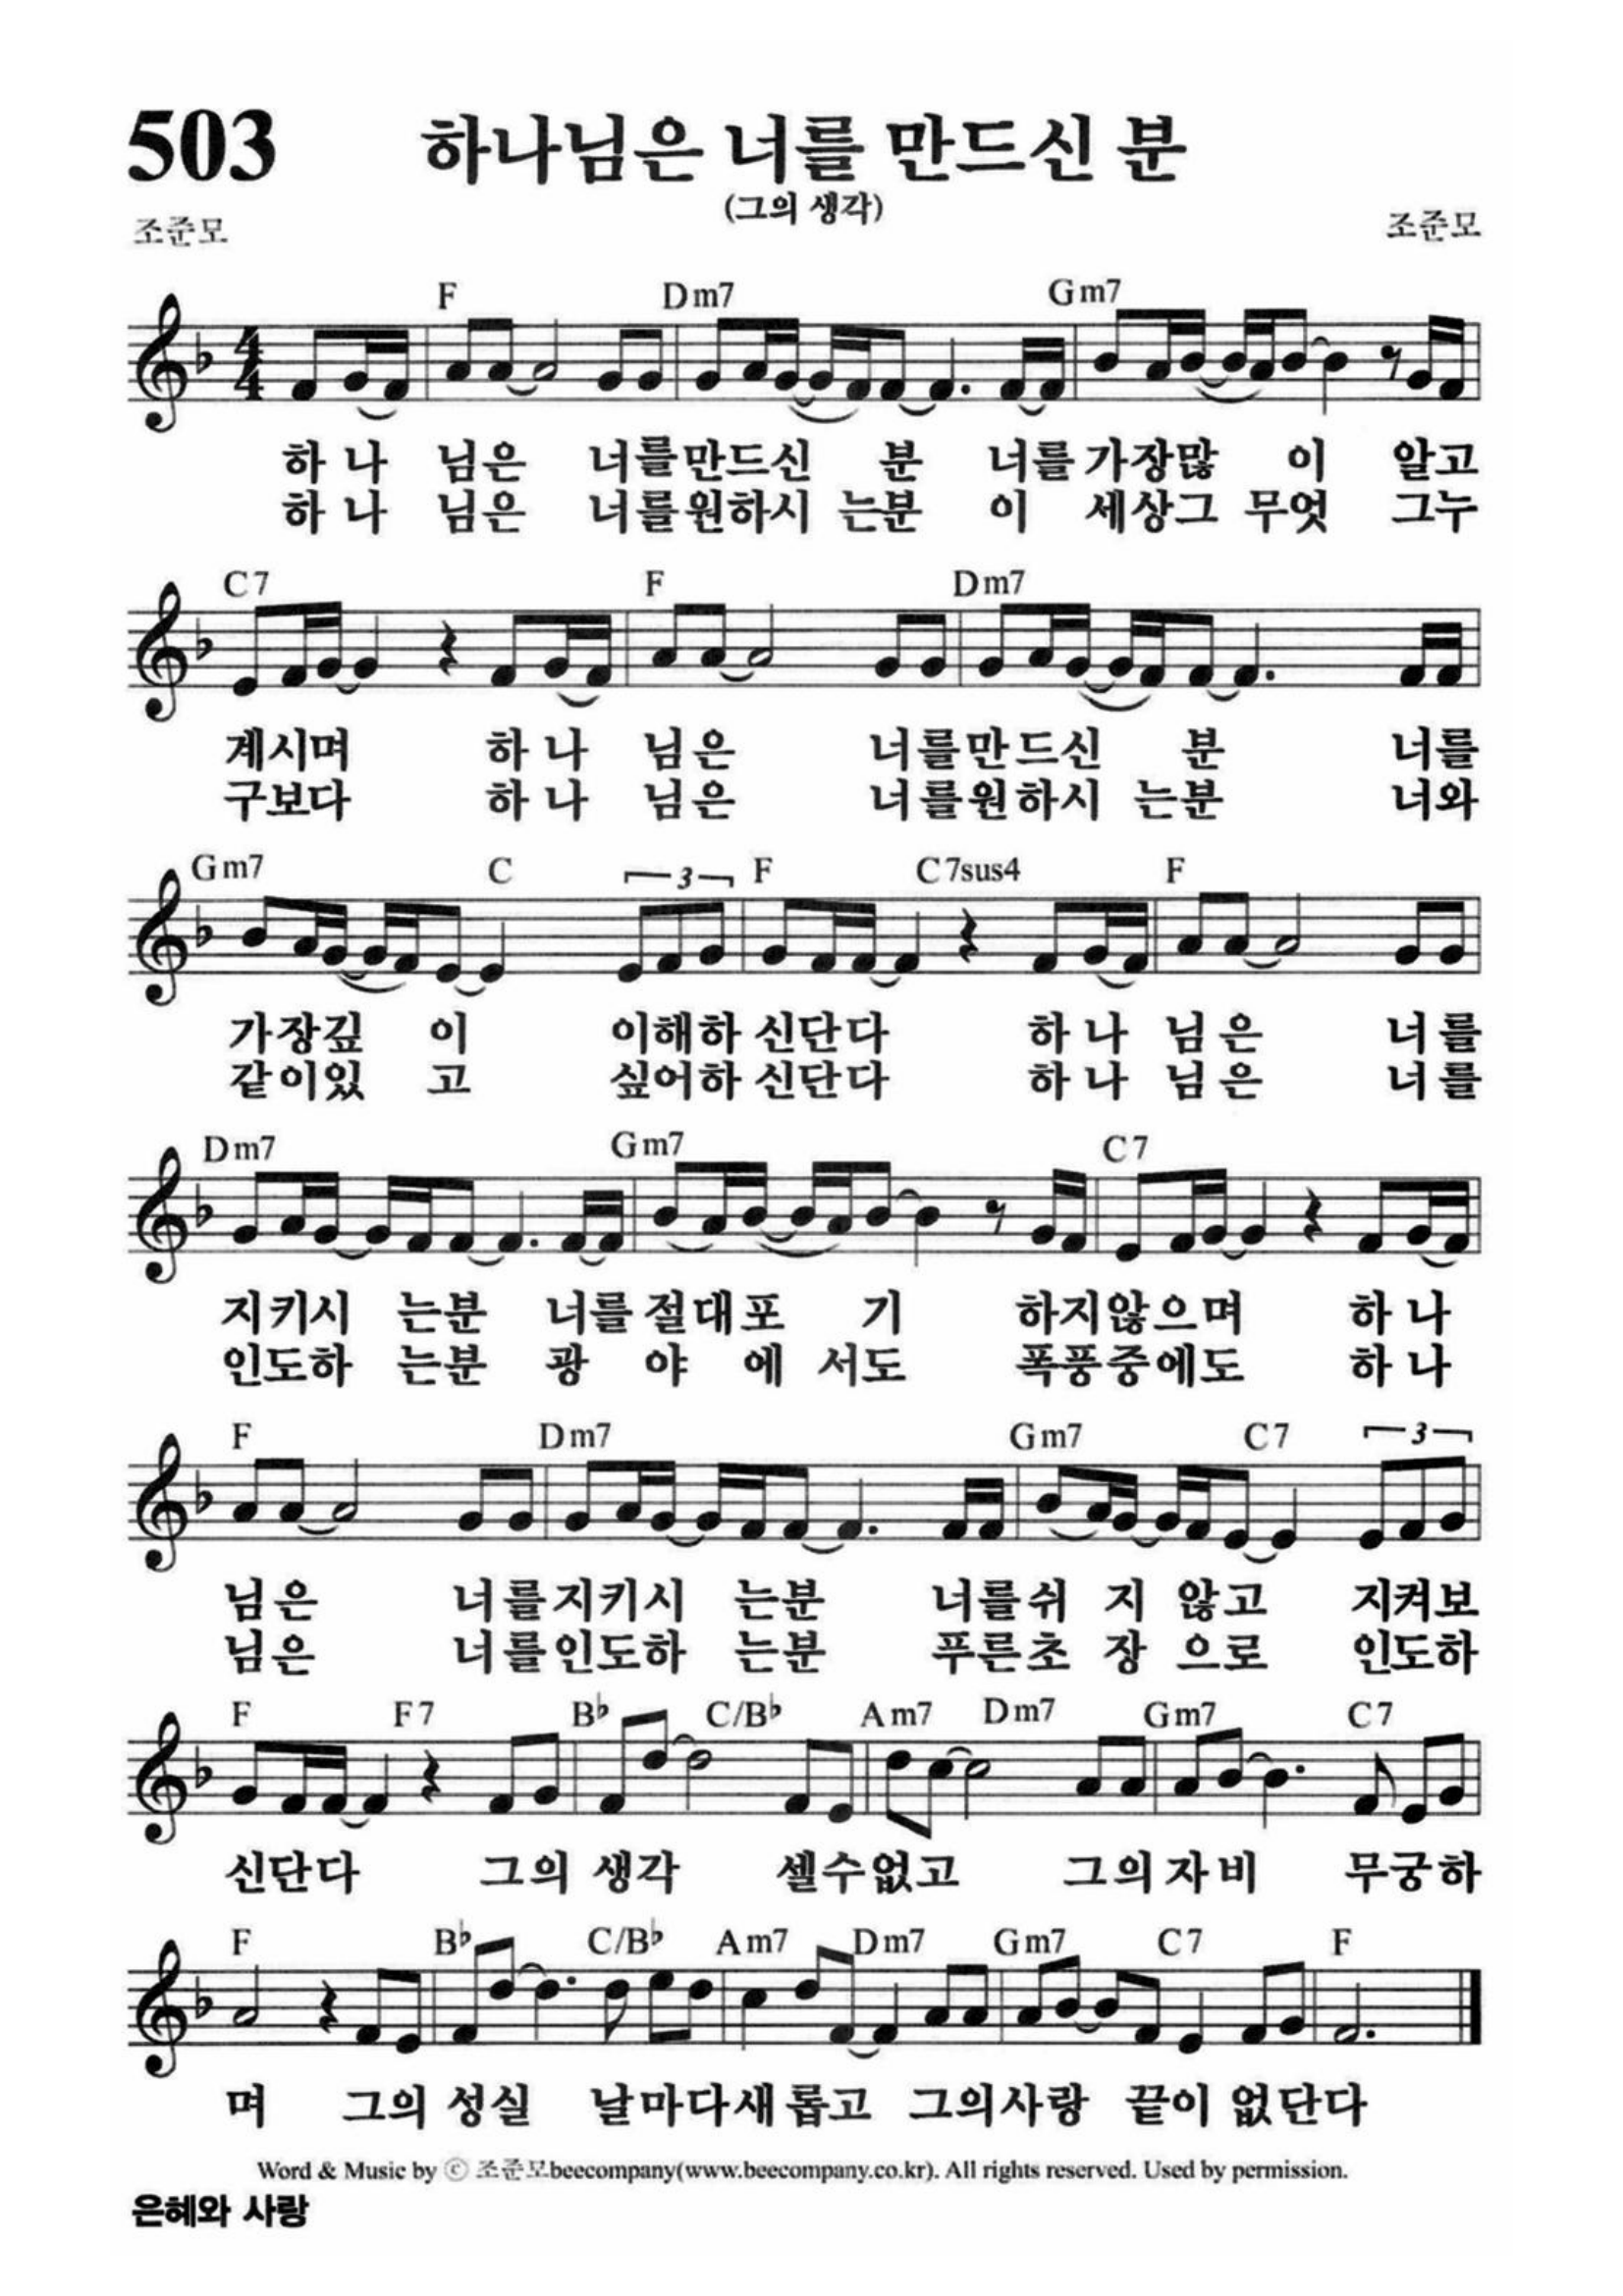 503 하나님은 너를 만드신 분
(그의 생각)
조준모 조준모
F Dm7 Gm7
하 나 님은 너를만드신 분 너를 가장많 이 알고
하 나 님은 너를원하시 는분 이 세상그 무엇 그누
C7 F Dm7
계시며 하 나 님은 너를만드신 분 너를
구보다 하 나 님은 너를원하시 는분 너와
Gm7 C 3 F C7sus4 F
가장깊 이 이해하 신단다 하 나 님은 너를
같이있 고 싶어하 신단다 하 나 님은 너를
Dm7 Gm7 C7
지키시 는분 너를 절대포 기 하지않으며 하 나
인도하 는분 광 야 에 서도 폭풍중에도 하 나
F Dm7 Gm7 C7 3
님은 너를지키시 는분 너를쉬 지 않고 지켜보
님은 너를인도하 는분 푸른초 장 으로 인도하
F F7 B♭ C/B♭ Am7 Dm7 Gm7 C7
신단다 그의 생각 셀수없고 그의자비 무궁하
F B♭ C/B♭ Am7 Dm7 Gm7 C7 F
며 그의 성실 날마다새롭고 그의사랑 끝이 없단다
Word & Music by ⓒ 조준모beecompany(www.beecompany.co.kr). All rights reserved. Used by permission.
은혜와 사랑